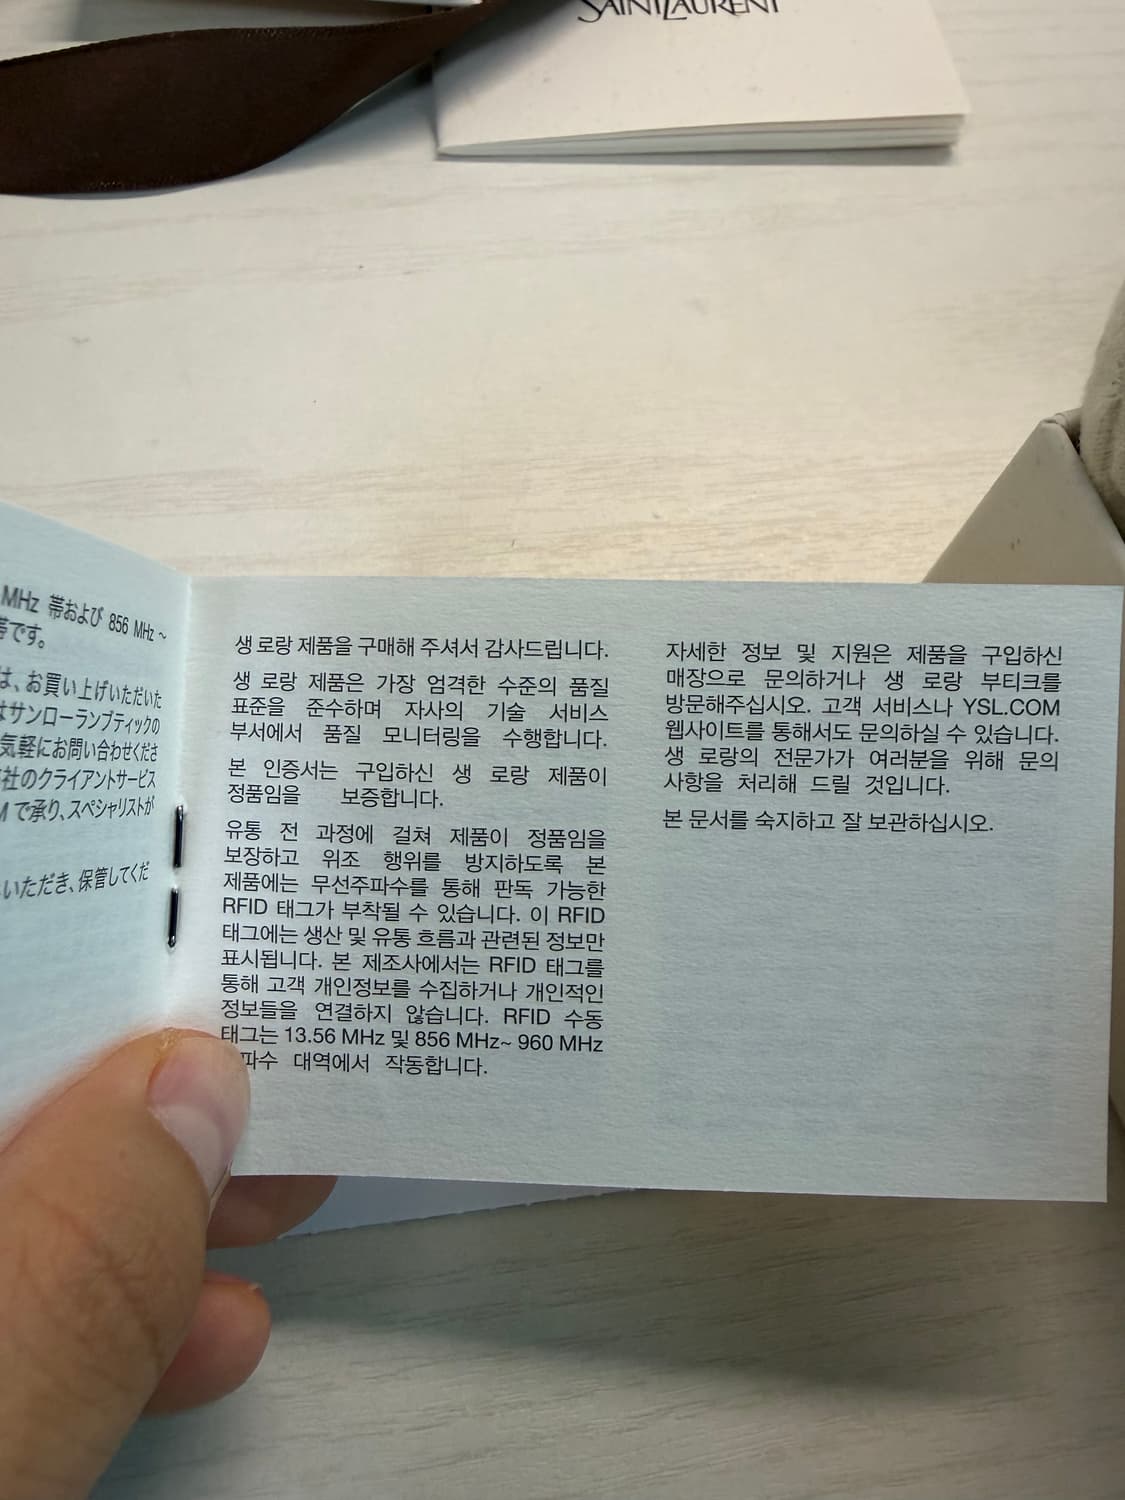 SAINT LAURENT
MHz 帯および 856 MHz ~
帯です。
は、お買い上げいただいた
はサンローランブティックの
気軽にお問い合わせくださ
社のクライアントサービス
M で承り、スペシャリストが
いただき、保管してくだ
생 로랑 제품을 구매해 주셔서 감사드립니다.
생 로랑 제품은 가장 엄격한 수준의 품질
표준을 준수하며 자사의 기술 서비스
부서에서 품질 모니터링을 수행합니다.
본 인증서는 구입하신 생 로랑 제품이
정품임을 보증합니다.
유통 전 과정에 걸쳐 제품이 정품임을
보장하고 위조 행위를 방지하도록 본
제품에는 무선주파수를 통해 판독 가능한
RFID 태그가 부착될 수 있습니다. 이 RFID
태그에는 생산 및 유통 흐름과 관련된 정보만
표시됩니다. 본 제조사에서는 RFID 태그를
통해 고객 개인정보를 수집하거나 개인적인
정보들을 연결하지 않습니다. RFID 수동
태그는 13.56 MHz 및 856 MHz~ 960 MHz
파수 대역에서 작동합니다.
자세한 정보 및 지원은 제품을 구입하신
매장으로 문의하거나 생 로랑 부티크를
방문해주십시오. 고객 서비스나 YSL.COM
웹사이트를 통해서도 문의하실 수 있습니다.
생 로랑의 전문가가 여러분을 위해 문의
사항을 처리해 드릴 것입니다.
본 문서를 숙지하고 잘 보관하십시오.